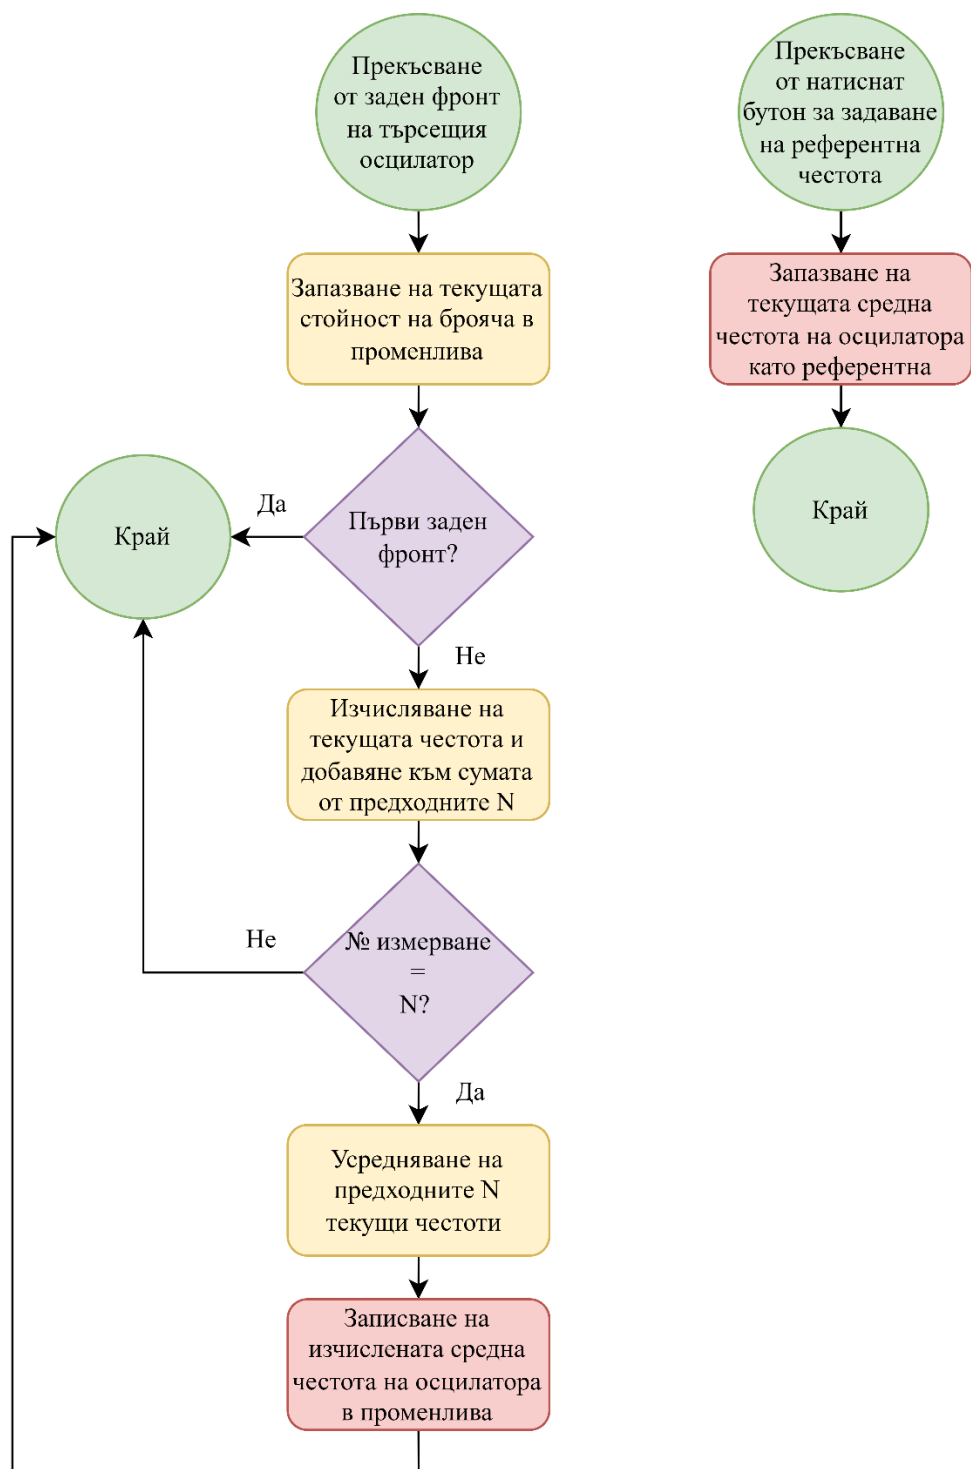 Прекъсване
от заден фронт
на търсещия
осцилатор
Запазване на текущата
стойност на брояча в
променлива
Първи заден
фронт?
Да
Край
Не
Изчисляване на
текущата честота и
добавяне към сумата
от предходните N
№ измерване
=
N?
Не
Да
Усредняване на
предходните N
текущи честоти
Записване на
изчислената средна
честота на осцилатора
в променлива
Прекъсване
от натиснат
бутон за задаване
на референтна
честота
Запазване на
текущата средна
честота на осцилатора
като референтна
Край